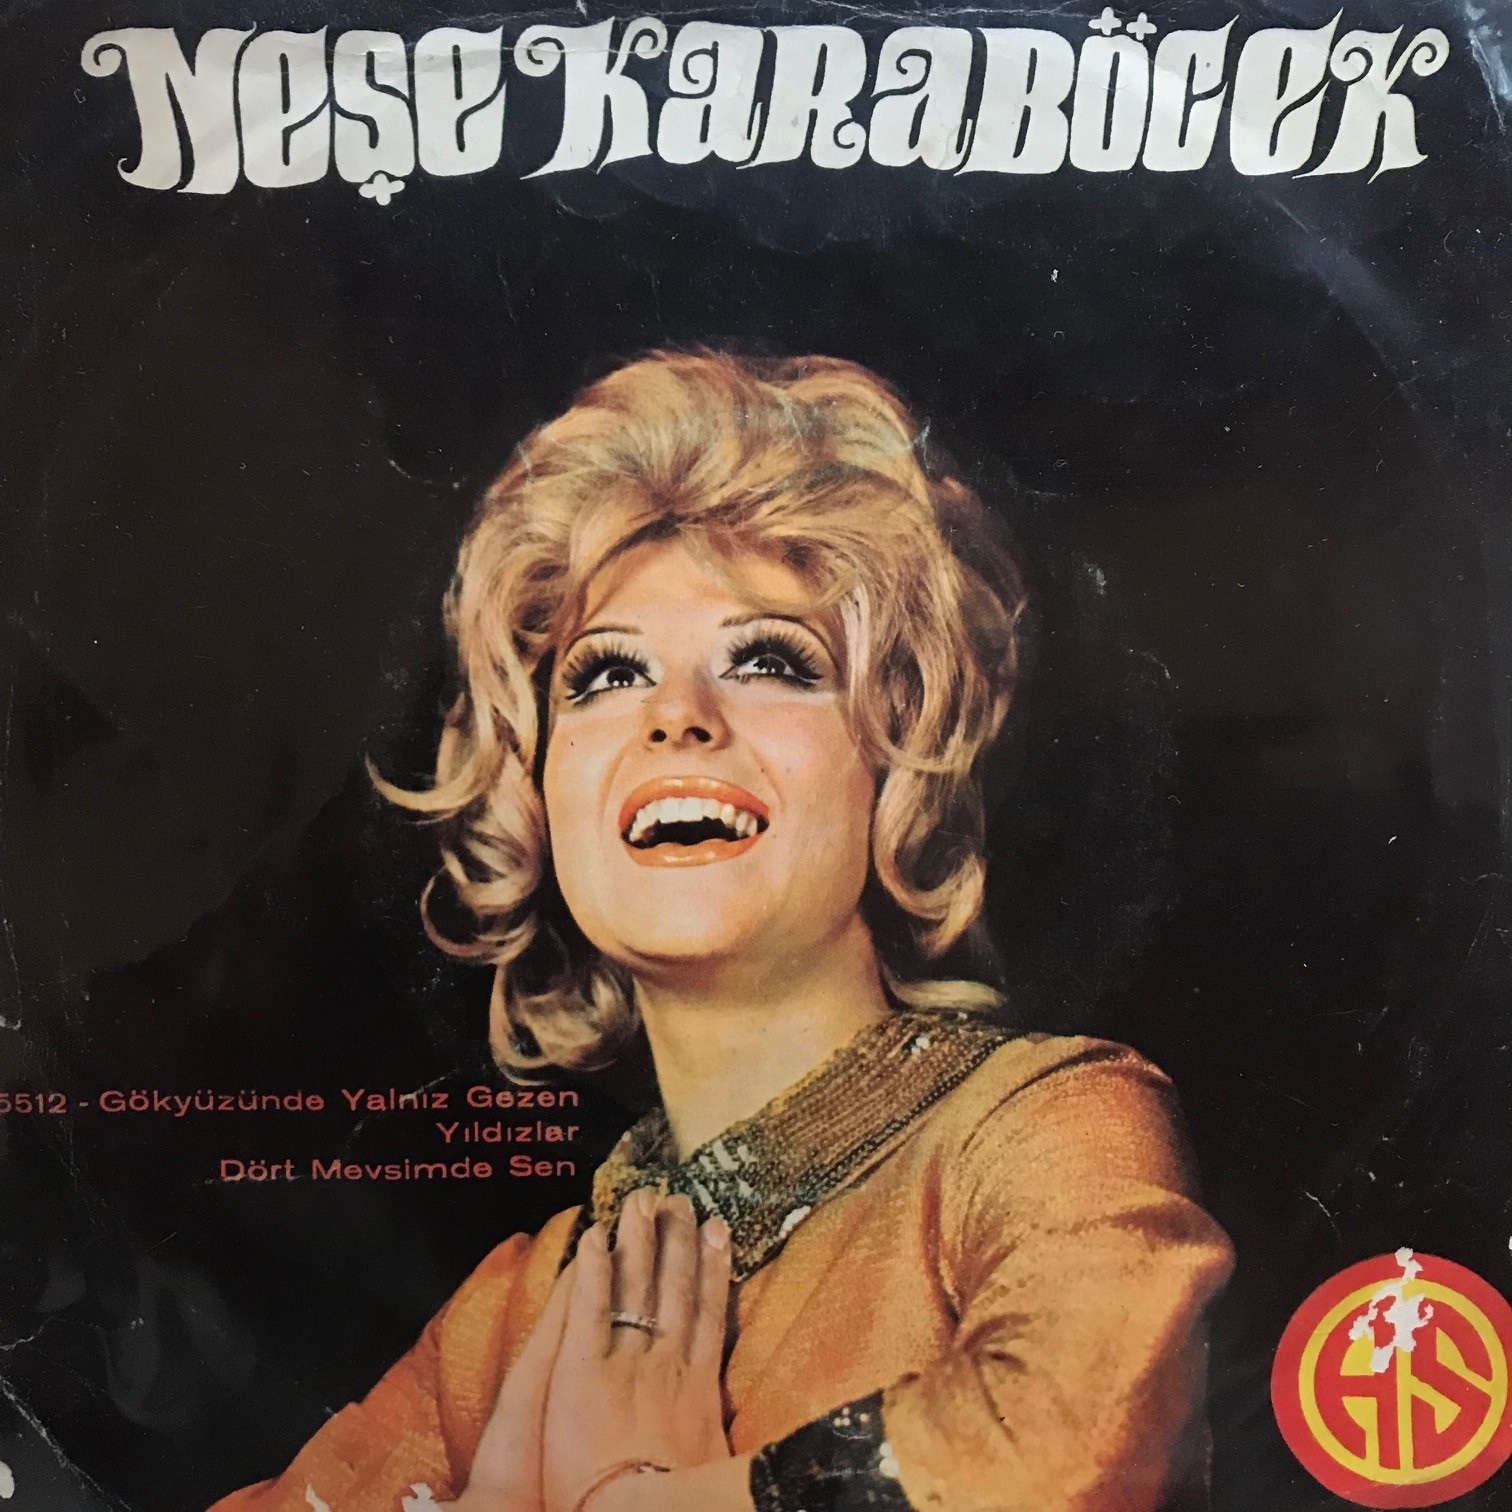 Neşe Karaböcek
5512 - Gökyüzünde Yalnız Gezen
Yıldızlar
Dört Mevsimde Sen